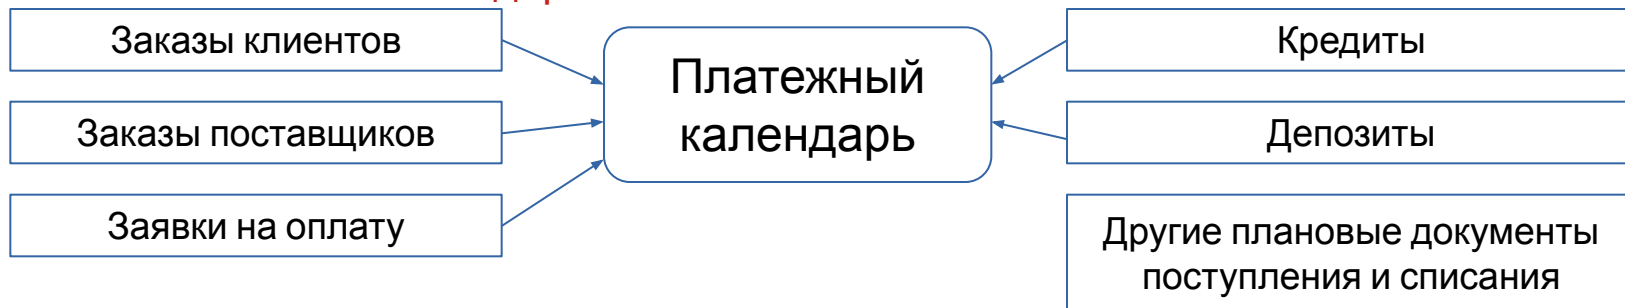 Заказы клиентов
Заказы поставщиков
Заявки на оплату
Платежный
календарь
Кредиты
Депозиты
Другие плановые документы
поступления и списания